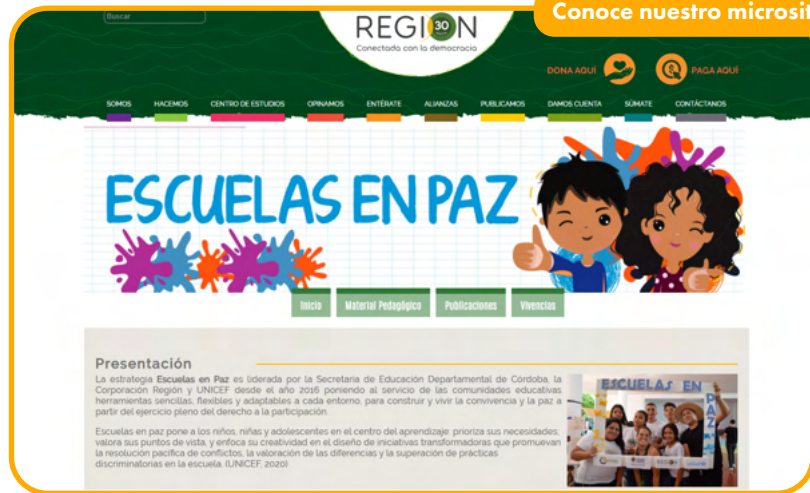 Conoce nuestro microsit
Buscar
REGIÓN
30
Conectada con la democracia
DONA AQUÍ
PAGA AQUÍ
SOMOS HACEMOS CENTRO DE ESTUDIOS OPINAMOS ENTÉRATE ALIANZAS PUBLICAMOS DAMOS CUENTA SÚMATE CONTÁCTANOS
ESCUELAS EN PAZ
Inicio Material Pedagógico Publicaciones Vivencias
Presentación
La estrategia Escuelas en Paz es liderada por la Secretaria de Educación Departamental de Córdoba, la
Corporación Región y UNICEF desde el año 2016 poniendo al servicio de las comunidades educativas
herramientas sencillas, flexibles y adaptables a cada entorno, para construir y vivir la convivencia y la paz a
partir del ejercicio pleno del derecho a la participación.
Escuelas en paz pone a los niños, niñas y adolescentes en el centro del aprendizaje: prioriza sus necesidades,
valora sus puntos de vista, y enfoca su creatividad en el diseño de iniciativas transformadoras que promuevan
la resolución pacífica de conflictos, la valoración de las diferencias y la superación de prácticas
discriminatorias en la escuela. (UNICEF, 2020)
ESCUELAS EN
PAZ